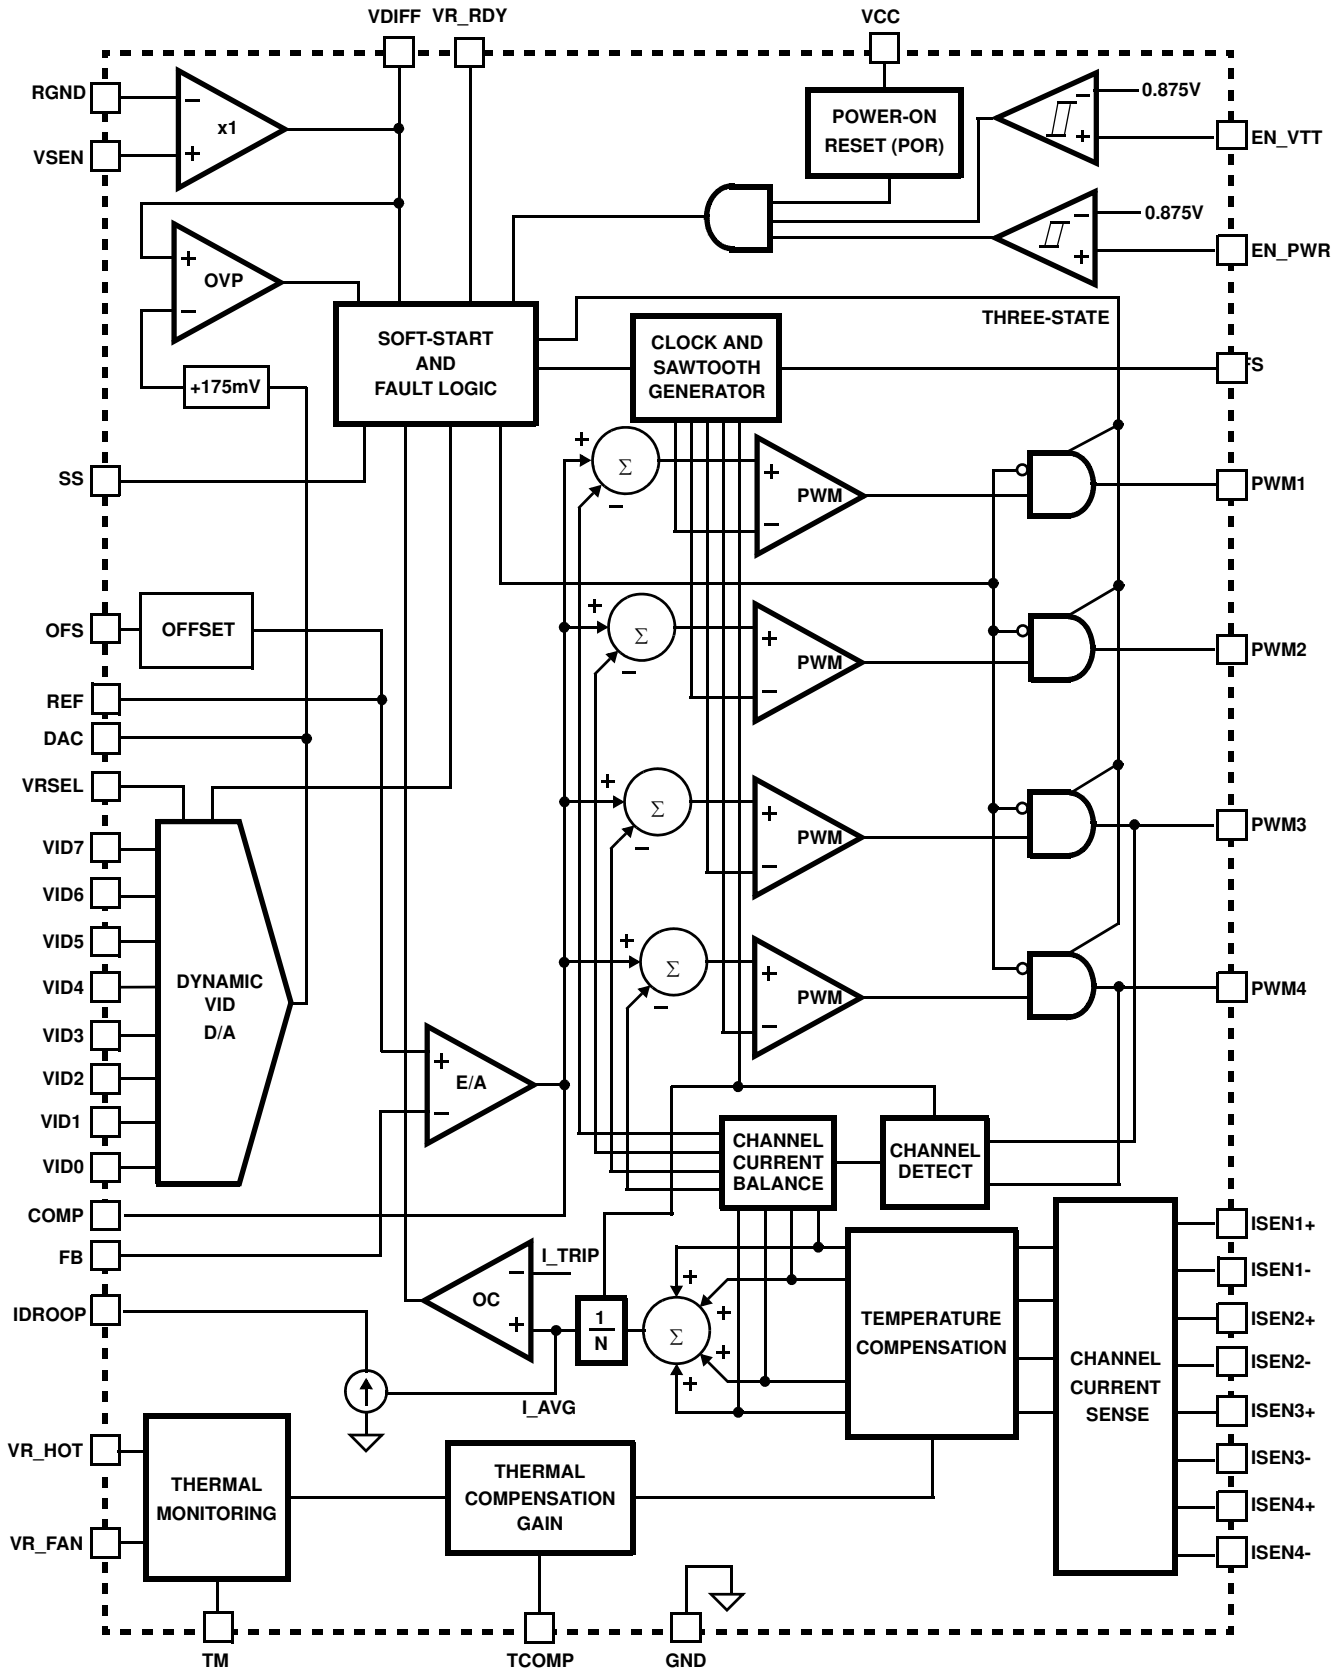 VDIFF VR_RDY VCC
RGND
−
x1
+
VSEN
POWER-ON
RESET (POR)
−
0.875V
+
EN_VTT
−
0.875V
+
EN_PWR
+
OVP
−
+175mV
SOFT-START
AND
FAULT LOGIC
CLOCK AND
SAWTOOTH
GENERATOR
THREE-STATE
FS
SS
+
Σ
−
+
PWM
−
PWM1
OFS
OFFSET
+
Σ
−
+
PWM
−
PWM2
REF
DAC
VRSEL
+
Σ
−
+
PWM
−
PWM3
VID7
VID6
VID5
VID4
VID3
VID2
VID1
VID0
DYNAMIC
VID
D/A
+
Σ
−
+
PWM
−
PWM4
+
E/A
−
CHANNEL
CURRENT
BALANCE
CHANNEL
DETECT
COMP
FB
IDROOP
I_TRIP
−
OC
+
1
N
+
+
Σ
+
+
I_AVG
TEMPERATURE
COMPENSATION
CHANNEL
CURRENT
SENSE
ISEN1+
ISEN1-
ISEN2+
ISEN2-
ISEN3+
ISEN3-
ISEN4+
ISEN4-
VR_HOT
VR_FAN
THERMAL
MONITORING
THERMAL
COMPENSATION
GAIN
TM TCOMP GND